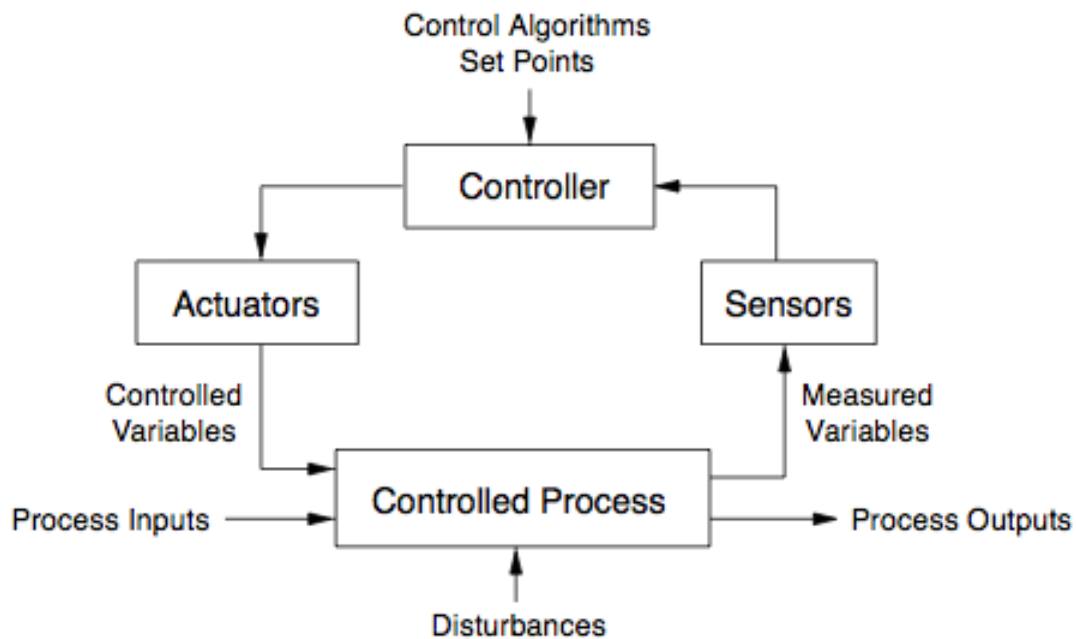 Control Algorithms
Set Points
Controller
Actuators
Sensors
Controlled
Variables
Measured
Variables
Controlled Process
Process Inputs
Process Outputs
Disturbances